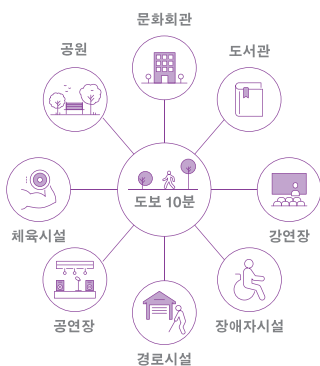 문화회관
공원
도서관
도보 10분
체육시설
강연장
공연장
장애자시설
경로시설